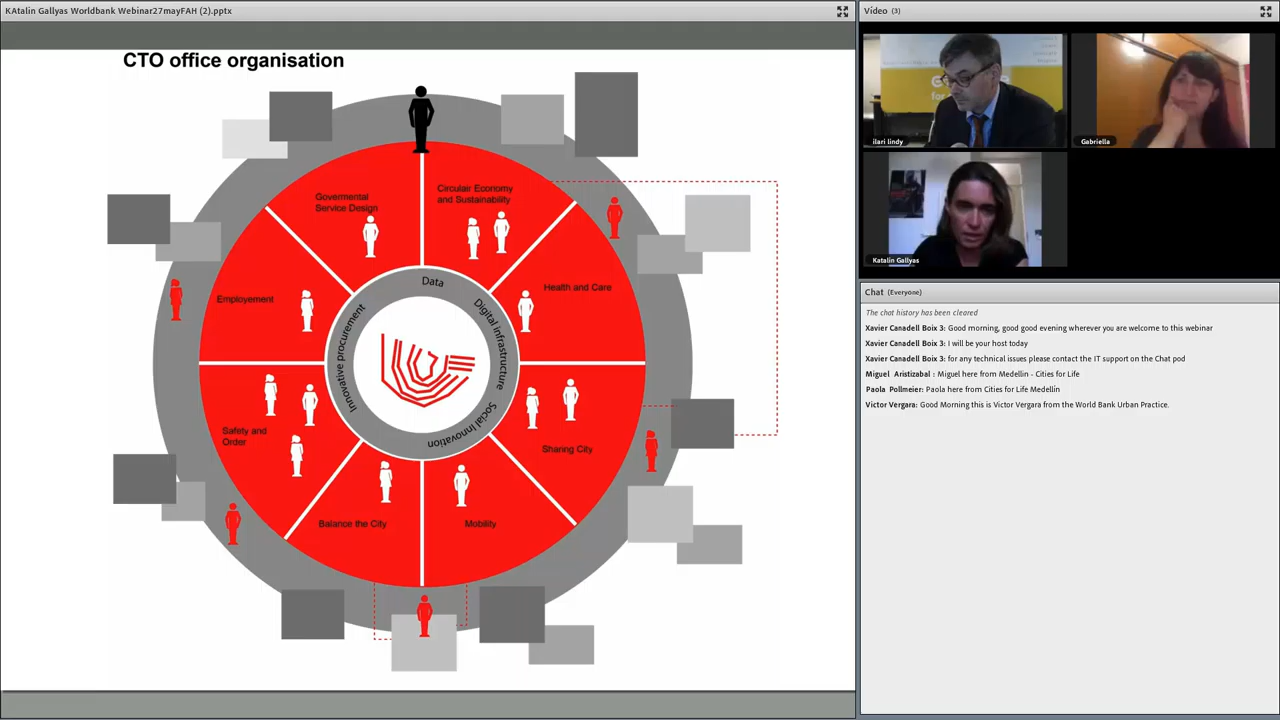 KAtalin Gallyas Worldbank Webinar27mayFAH (2).pptx
CTO office organisation
Govermental
Service Design
Circulair Economy
and Sustainability
Employement
Health and Care
Data
Digital infrastructure
Innovative procurement
Social Innovation
Safety and
Order
Sharing City
Balance the City
Mobility
Vídeo (3)
ilari lindy
Gabriella
Katalin Gallyas
Chat (Everyone)
The chat history has been cleared
Xavier Canadell Boix 3: Good morning, good good evening wherever you are welcome to this webinar
Xavier Canadell Boix 3: I will be your host today
Xavier Canadell Boix 3: for any technical issues please contact the IT support on the Chat pod
Miguel Aristizabal : Miguel here from Medellin - Cities for Life
Paola Pollmeier: Paola here from Cities for Life Medellín
Victor Vergara: Good Morning this is Victor Vergara from the World Bank Urban Practice.